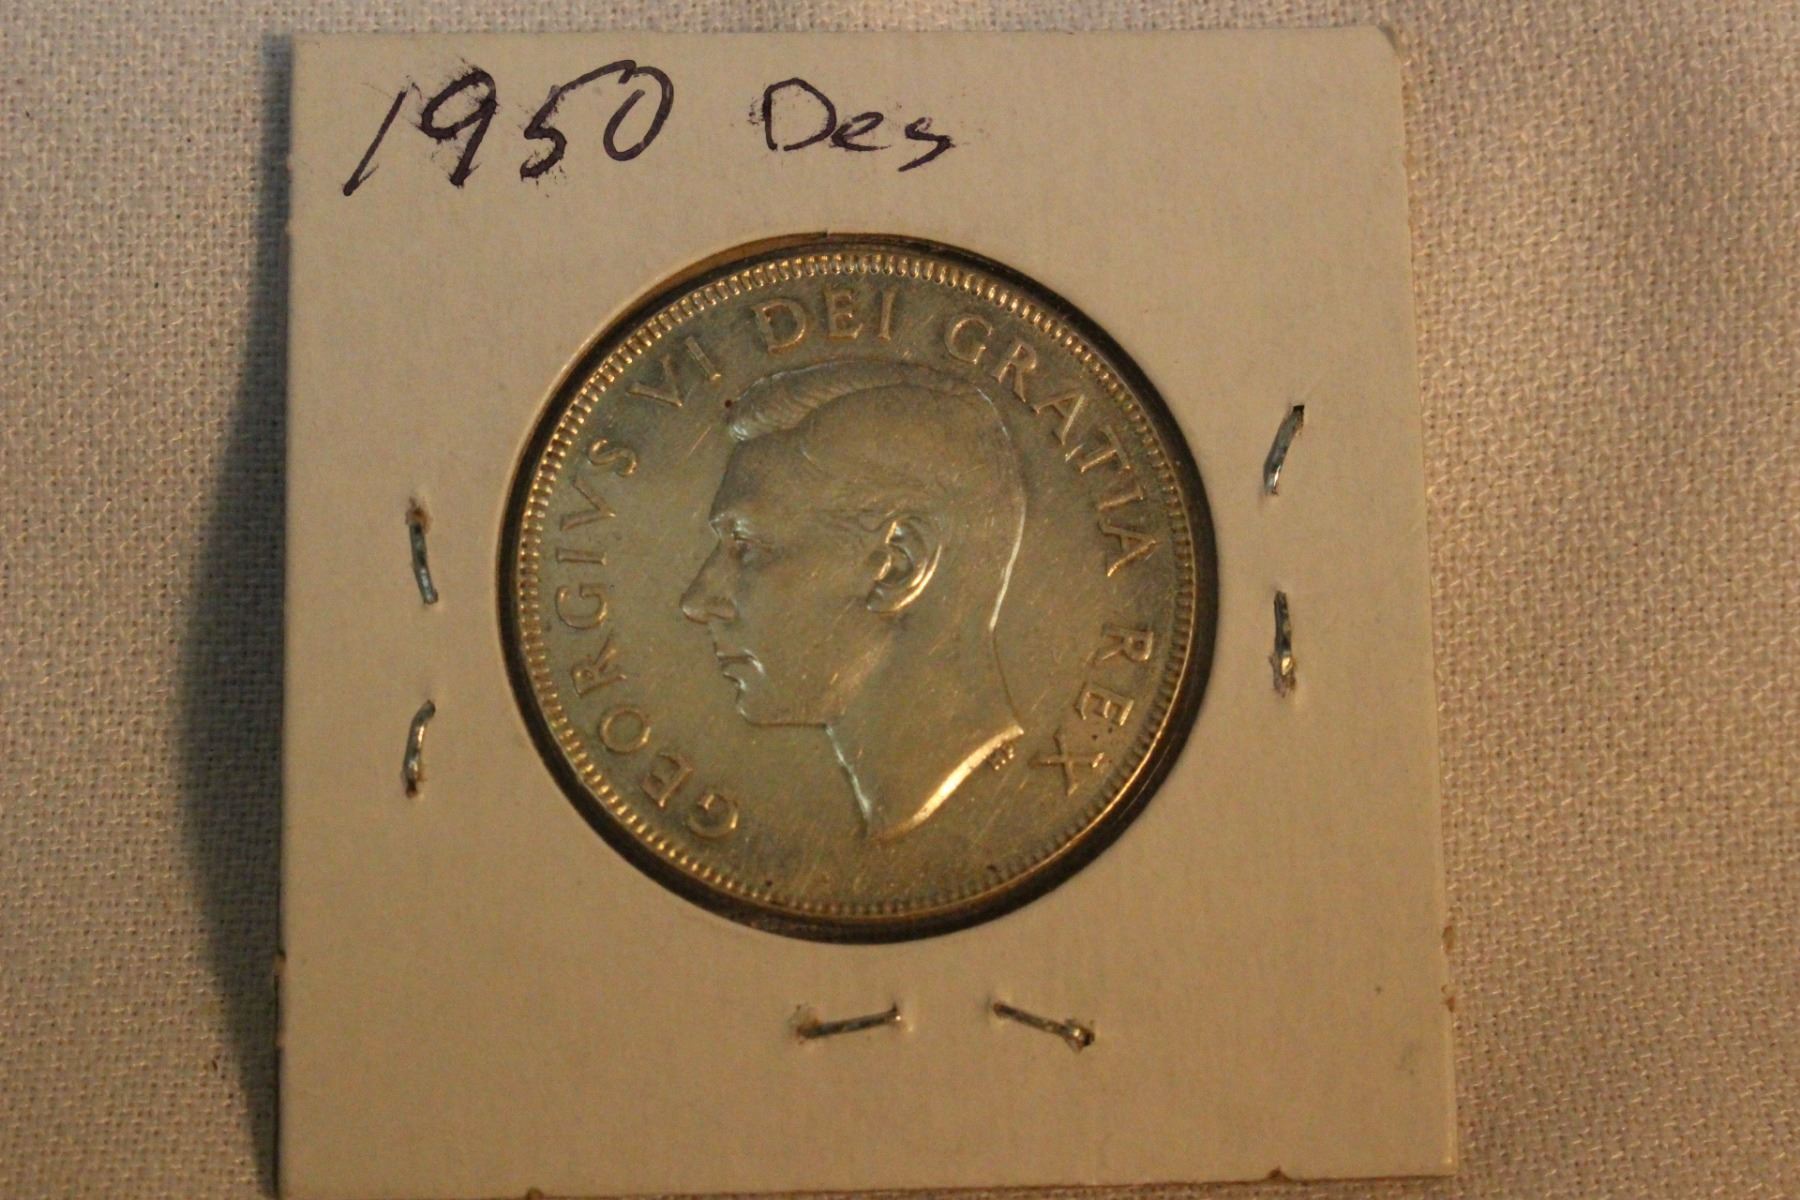 1950 Des
GEORGIVS VI DEI GRATIA REX